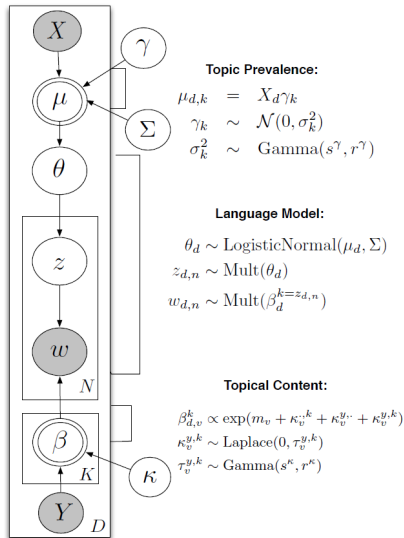 X
γ
μ
Σ
θ
z
w
N
β
K
κ
Y
D
Topic Prevalence:
μ_{d,k} = X_d γ_k
γ_k ∼ 𝒩(0, σ_k^2)
σ_k^2 ∼ Gamma(s^γ, r^γ)
Language Model:
θ_d ∼ LogisticNormal(μ_d, Σ)
z_{d,n} ∼ Mult(θ_d)
w_{d,n} ∼ Mult(β_d^{k=z_{d,n}})
Topical Content:
β_{d,v}^k ∝ exp(m_v + κ_v^{.,k} + κ_v^{y,.} + κ_v^{y,k})
κ_v^{y,k} ∼ Laplace(0, τ_v^{y,k})
τ_v^{y,k} ∼ Gamma(s^κ, r^κ)